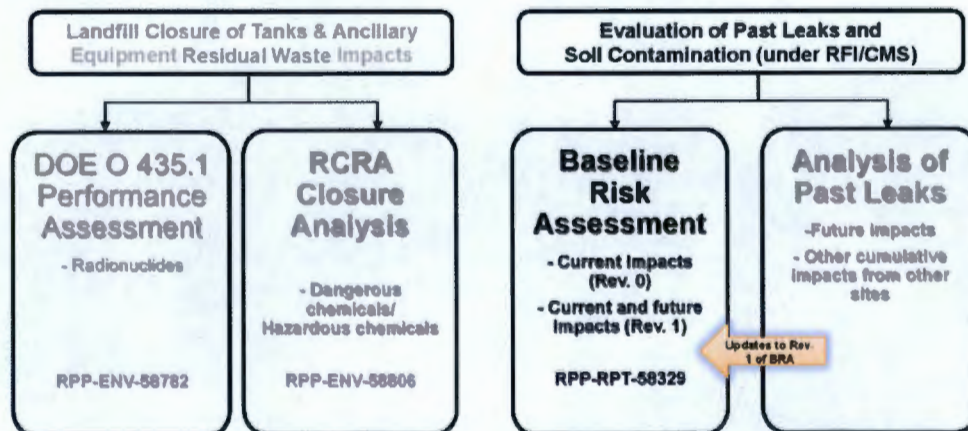 Landfill Closure of Tanks & Ancillary
Equipment Residual Waste Impacts
Evaluation of Past Leaks and
Soil Contamination (under RFI/CMS)
DOE O 435.1
Performance
Assessment
- Radionuclides
RPP-ENV-58782
RCRA
Closure
Analysis
- Dangerous
chemicals/
Hazardous chemicals
RPP-ENV-58806
Baseline
Risk
Assessment
- Current Impacts
(Rev. 0)
- Current and future
Impacts (Rev. 1)
RPP-RPT-58329
Updates to Rev.
1 of BRA
Analysis of
Past Leaks
-Future Impacts
- Other cumulative
impacts from other
sites